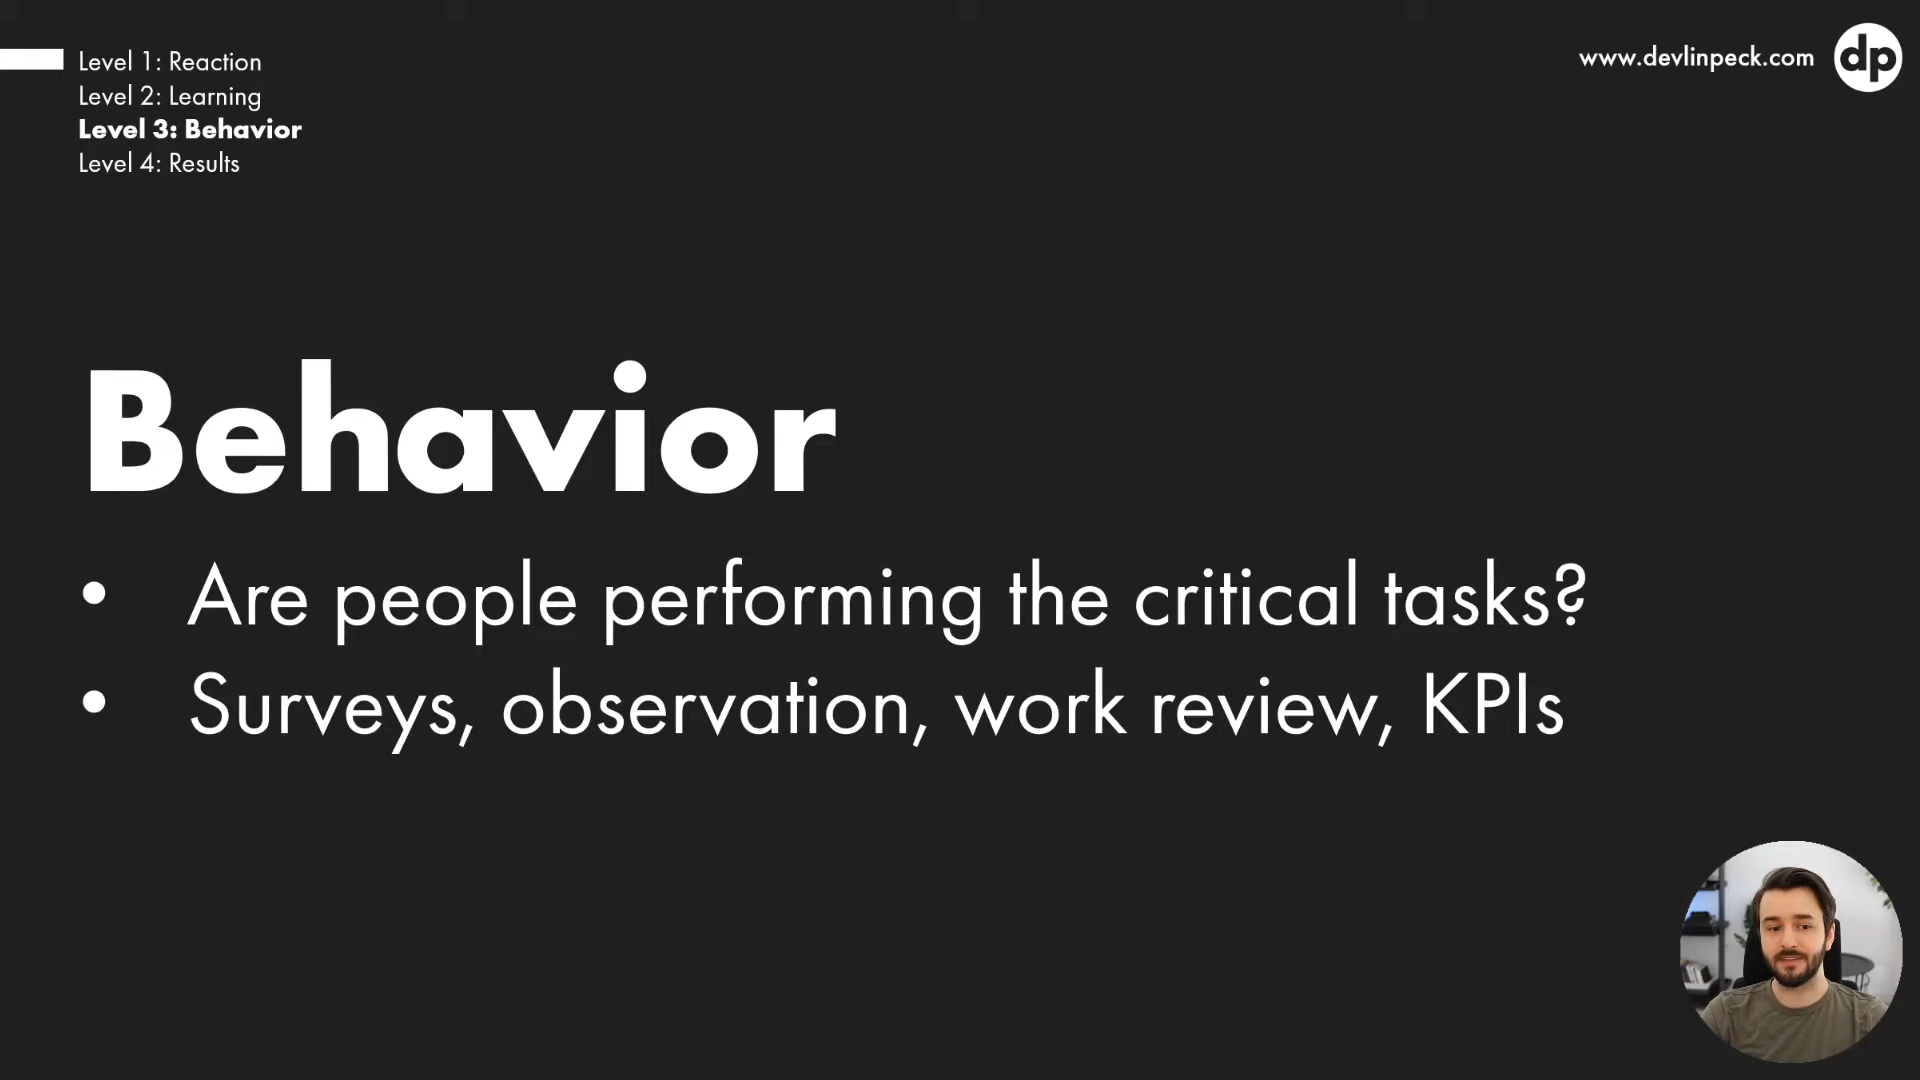 Level 1: Reaction
Level 2: Learning
Level 3: Behavior
Level 4: Results
www.devlinpeck.com
dp
Behavior
• Are people performing the critical tasks?
• Surveys, observation, work review, KPIs